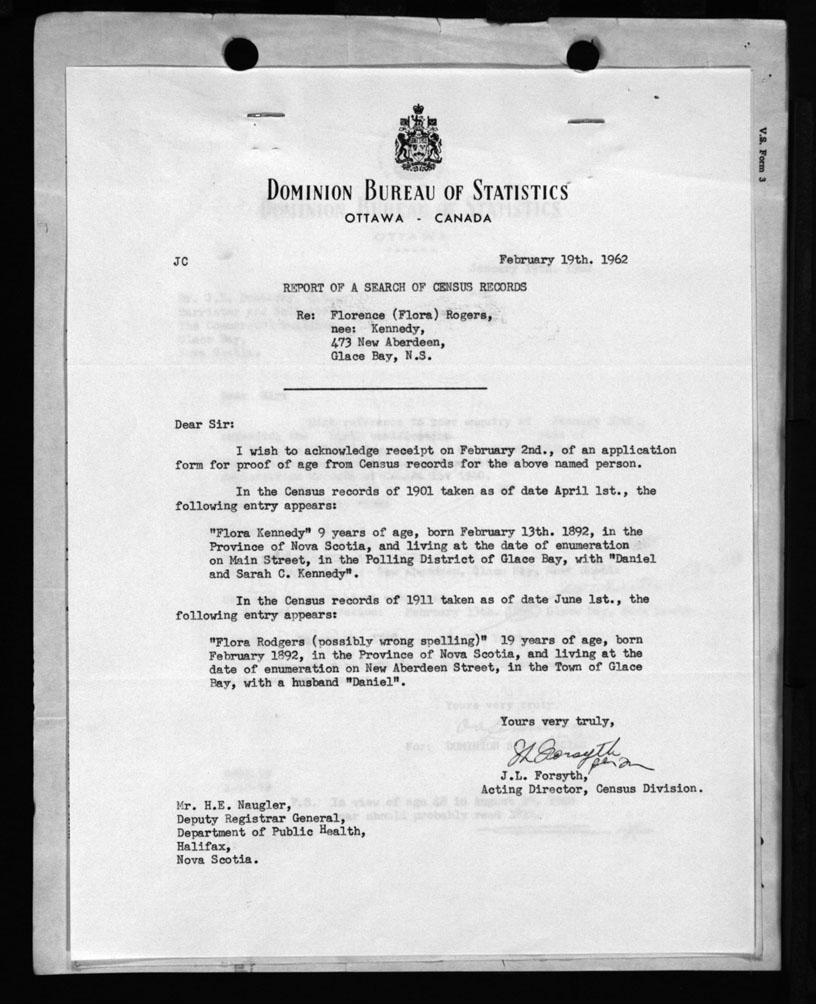 V.S. Form 3
DOMINION BUREAU OF STATISTICS
OTTAWA - CANADA
JC
February 19th. 1962
REPORT OF A SEARCH OF CENSUS RECORDS
Re: Florence (Flora) Rogers,
nee: Kennedy,
473 New Aberdeen,
Glace Bay, N.S.
Dear Sir:
I wish to acknowledge receipt on February 2nd., of an application
form for proof of age from Census records for the above named person.
In the Census records of 1901 taken as of date April 1st., the
following entry appears:
"Flora Kennedy" 9 years of age, born February 13th. 1892, in the
Province of Nova Scotia, and living at the date of enumeration
on Main Street, in the Polling District of Glace Bay, with "Daniel
and Sarah C. Kennedy".
In the Census records of 1911 taken as of date June 1st., the
following entry appears:
"Flora Rodgers (possibly wrong spelling)" 19 years of age, born
February 1892, in the Province of Nova Scotia, and living at the
date of enumeration on New Aberdeen Street, in the Town of Glace
Bay, with a husband "Daniel".
Yours very truly,
J.L. Forsyth
J.L. Forsyth,
Acting Director, Census Division.
Mr. H.E. Naugler,
Deputy Registrar General,
Department of Public Health,
Halifax,
Nova Scotia.